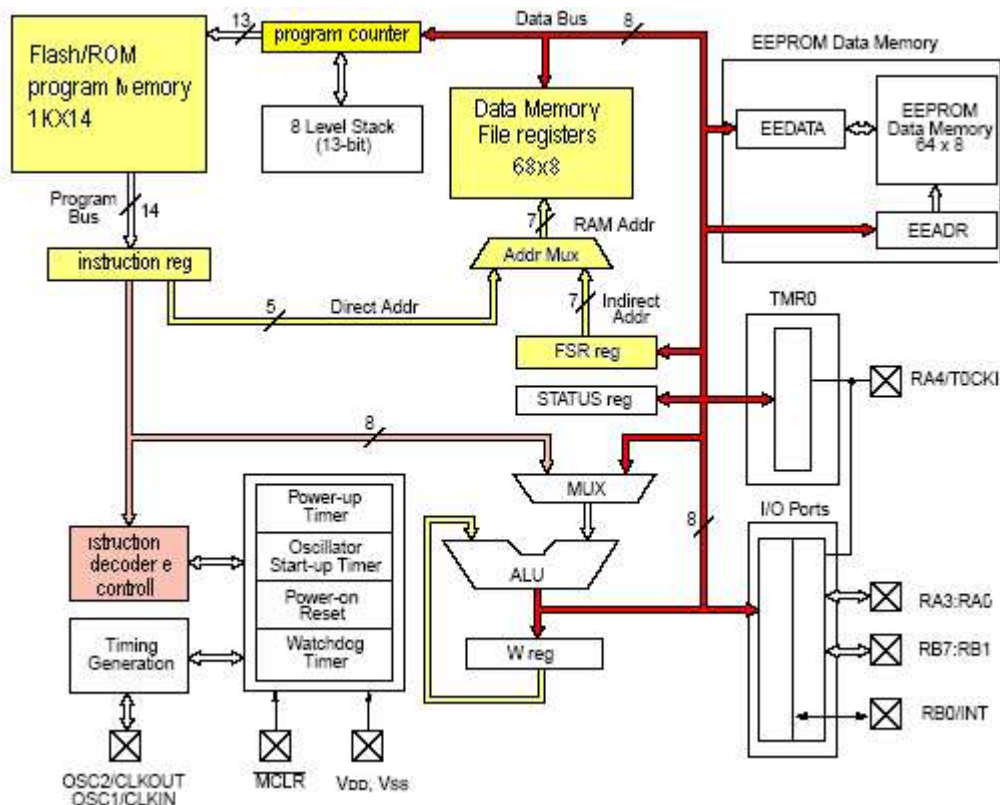 Flash/ROM
program Memory
1KX14
13
program counter
Data Bus
8
EEPROM Data Memory
8 Level Stack
(13-bit)
Data Memory
File registers
68x8
EEDATA
EEPROM
Data Memory
64 x 8
EEADR
Program
Bus
14
7
RAM Addr
Addr Mux
instruction reg
5
Direct Addr
7
Indirect
Addr
FSR reg
STATUS reg
TMR0
RA4/T0CKI
8
MUX
8
I/O Ports
Power-up
Timer
Oscillator
Start-up Timer
Power-on
Reset
Watchdog
Timer
ıstruction
decoder e
controll
ALU
W reg
Timing
Generation
RA3:RA0
RB7:RB1
RB0/INT
OSC2/CLKOUT
OSC1/CLKIN
MCLR
VDD, VSS